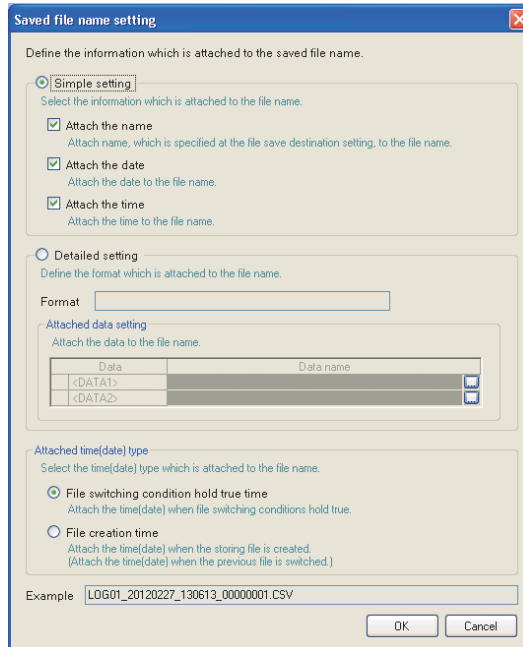 Saved file name setting
Define the information which is attached to the saved file name.
Simple setting
Select the information which is attached to the file name.
Attach the name
Attach name, which is specified at the file save destination setting, to the file name.
Attach the date
Attach the date to the file name.
Attach the time
Attach the time to the file name.
Detailed setting
Define the format which is attached to the file name.
Format
Attached data setting
Attach the data to the file name.
Data Data name
<DATA1> ...
<DATA2> ...
Attached time(date) type
Select the time(date) type which is attached to the file name.
File switching condition hold true time
Attach the time(date) when file switching conditions hold true.
File creation time
Attach the time(date) when the storing file is created.
(Attach the time(date) when the previous file is switched.)
Example LOG01_20120227_130613_00000001.CSV
OK Cancel